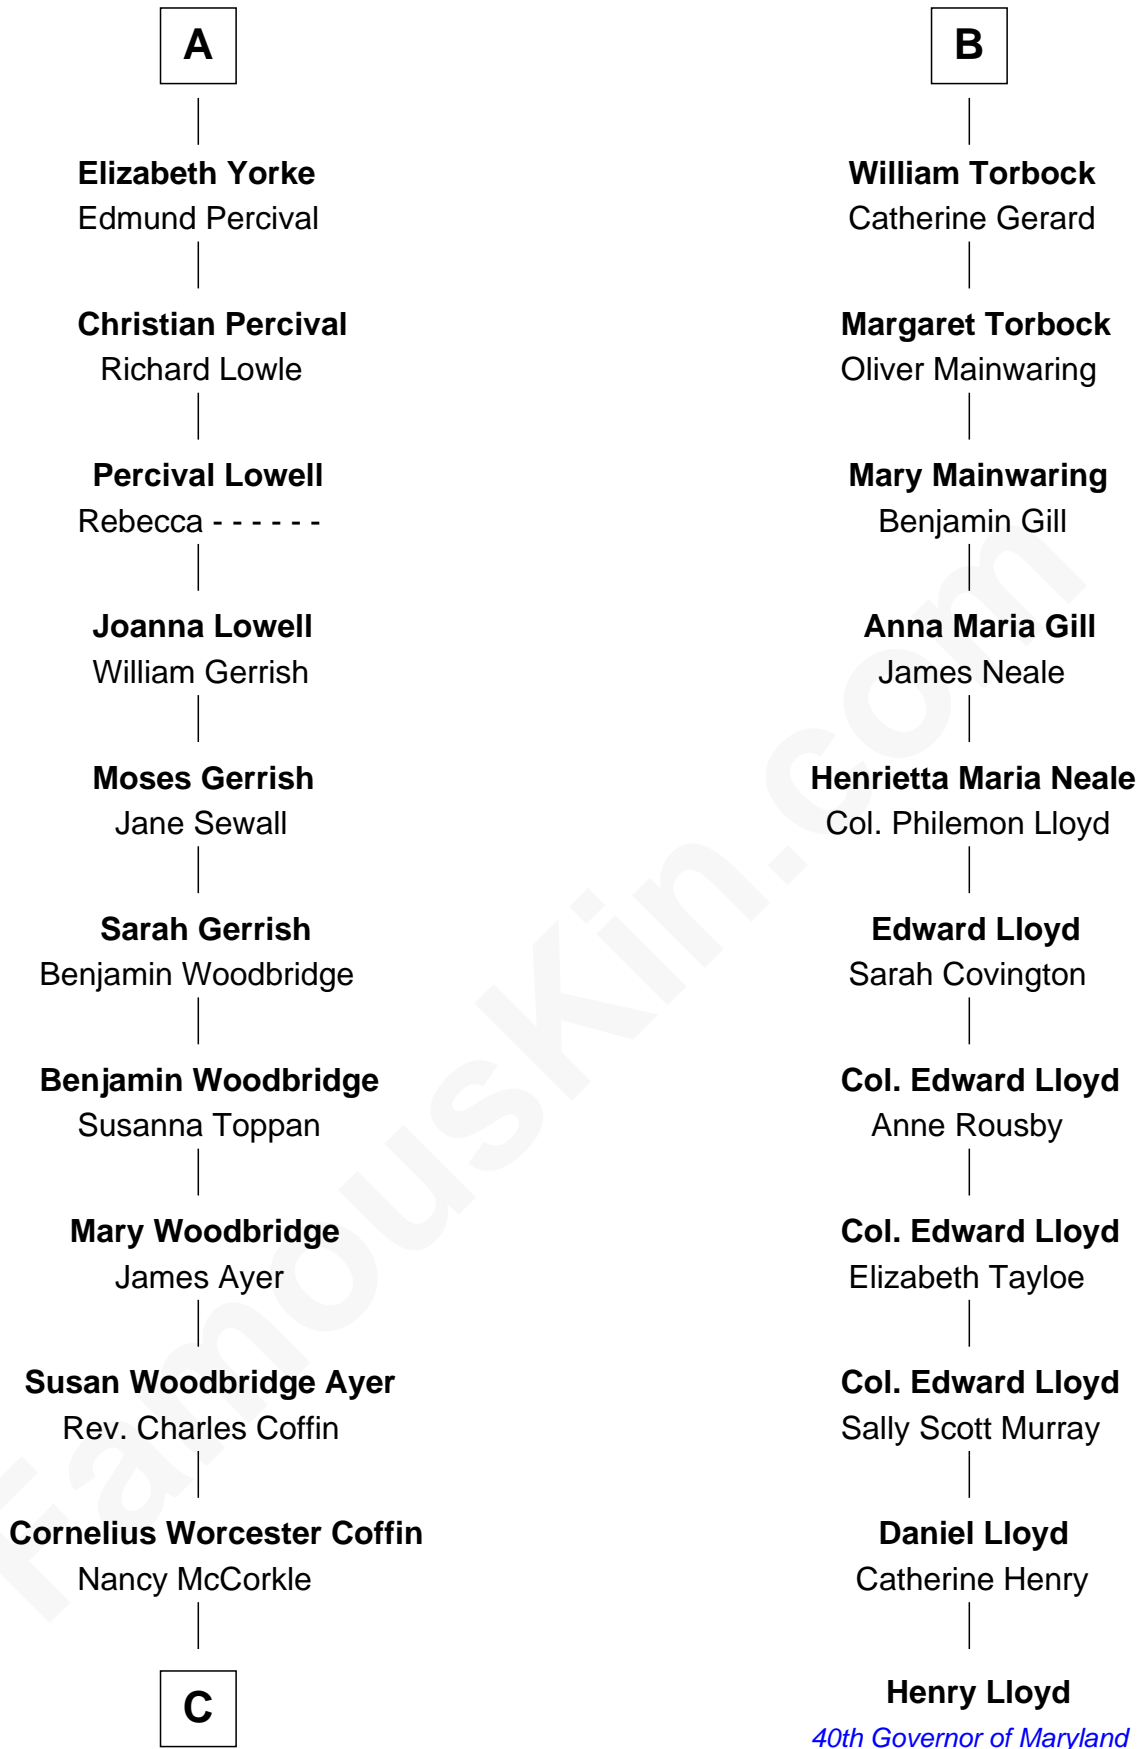 A
Elizabeth Yorke
Edmund Percival
Christian Percival
Richard Lowle
Percival Lowell
Rebecca - - - - - -
Joanna Lowell
William Gerrish
Moses Gerrish
Jane Sewall
Sarah Gerrish
Benjamin Woodbridge
Benjamin Woodbridge
Susanna Toppan
Mary Woodbridge
James Ayer
Susan Woodbridge Ayer
Rev. Charles Coffin
Cornelius Worcester Coffin
Nancy McCorkle
C
B
William Torbock
Catherine Gerard
Margaret Torbock
Oliver Mainwaring
Mary Mainwaring
Benjamin Gill
Anna Maria Gill
James Neale
Henrietta Maria Neale
Col. Philemon Lloyd
Edward Lloyd
Sarah Covington
Col. Edward Lloyd
Anne Rousby
Col. Edward Lloyd
Elizabeth Tayloe
Col. Edward Lloyd
Sally Scott Murray
Daniel Lloyd
Catherine Henry
Henry Lloyd
40th Governor of Maryland
FamousKin.com